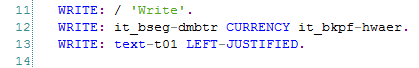 11 WRITE: / 'Write'.
12 WRITE: it_bseg-dmbtr CURRENCY it_bkpf-hwaer.
13 WRITE: text-t01 LEFT-JUSTIFIED.
14